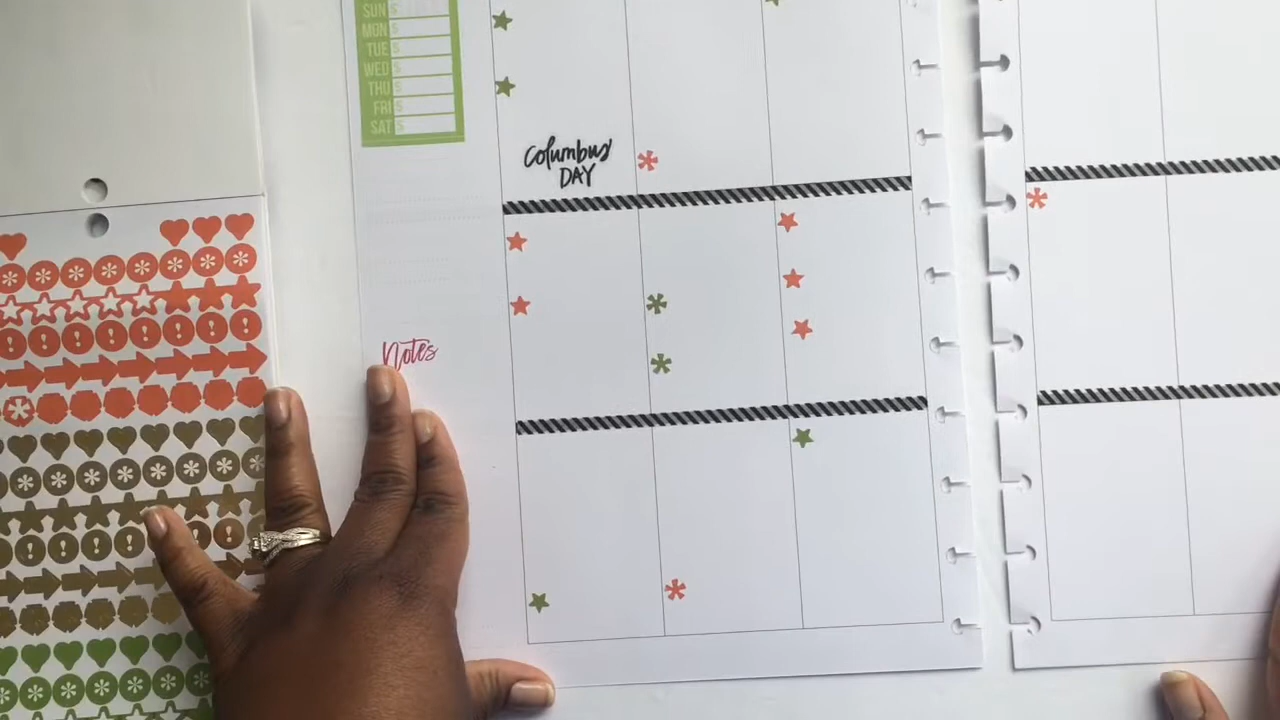 SUN $
MON $
TUE $
WED $
THU $
FRI $
SAT $
Columbus
DAY
Notes